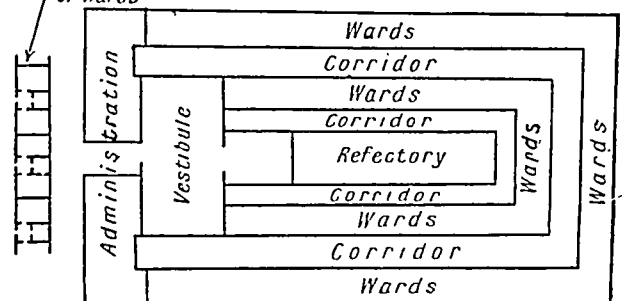 of Wards
Wards
Corridor
Wards
Corridor
Refectory
Corridor
Wards
Corridor
Wards
Administration
Vestibule
Wards
Wards